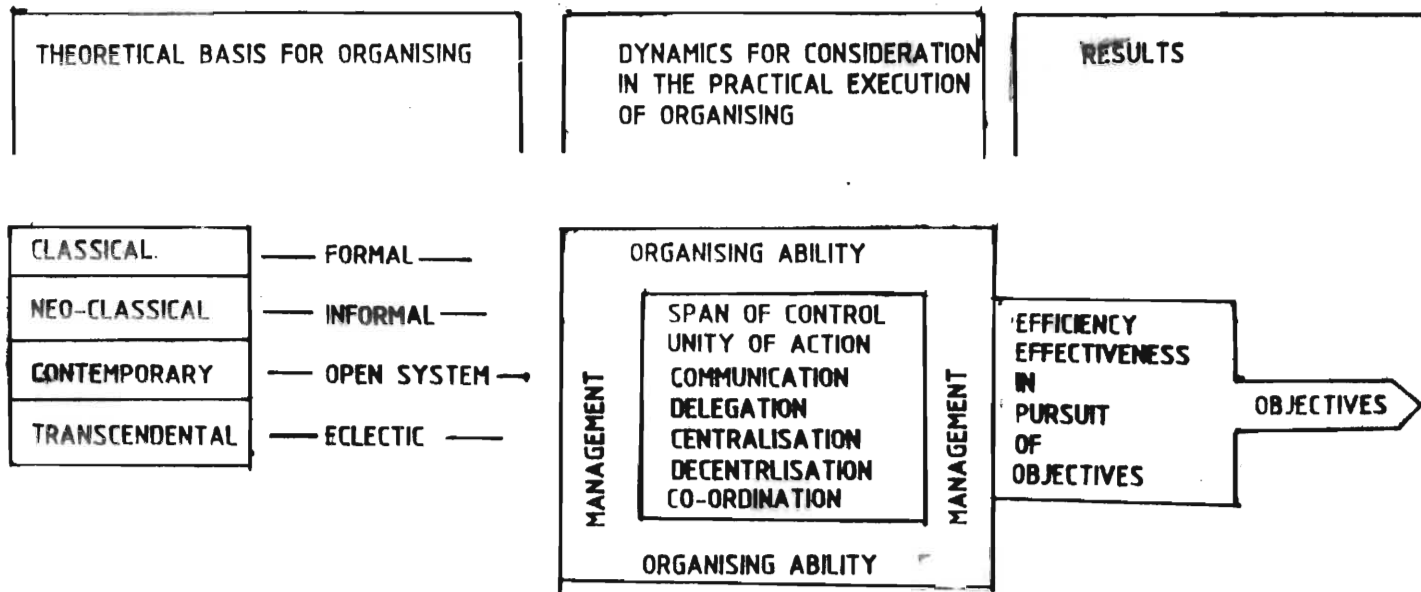 THEORETICAL BASIS FOR ORGANISING
DYNAMICS FOR CONSIDERATION
IN THE PRACTICAL EXECUTION
OF ORGANISING
RESULTS
CLASSICAL.
FORMAL
NEO-CLASSICAL
INFORMAL
CONTEMPORARY
OPEN SYSTEM
TRANSCENDENTAL
ECLECTIC
ORGANISING ABILITY
MANAGEMENT
SPAN OF CONTROL
UNITY OF ACTION
COMMUNICATION
DELEGATION
CENTRALISATION
DECENTRLISATION
CO-ORDINATION
MANAGEMENT
ORGANISING ABILITY
EFFICIENCY
EFFECTIVENESS
IN
PURSUIT
OF
OBJECTIVES
OBJECTIVES